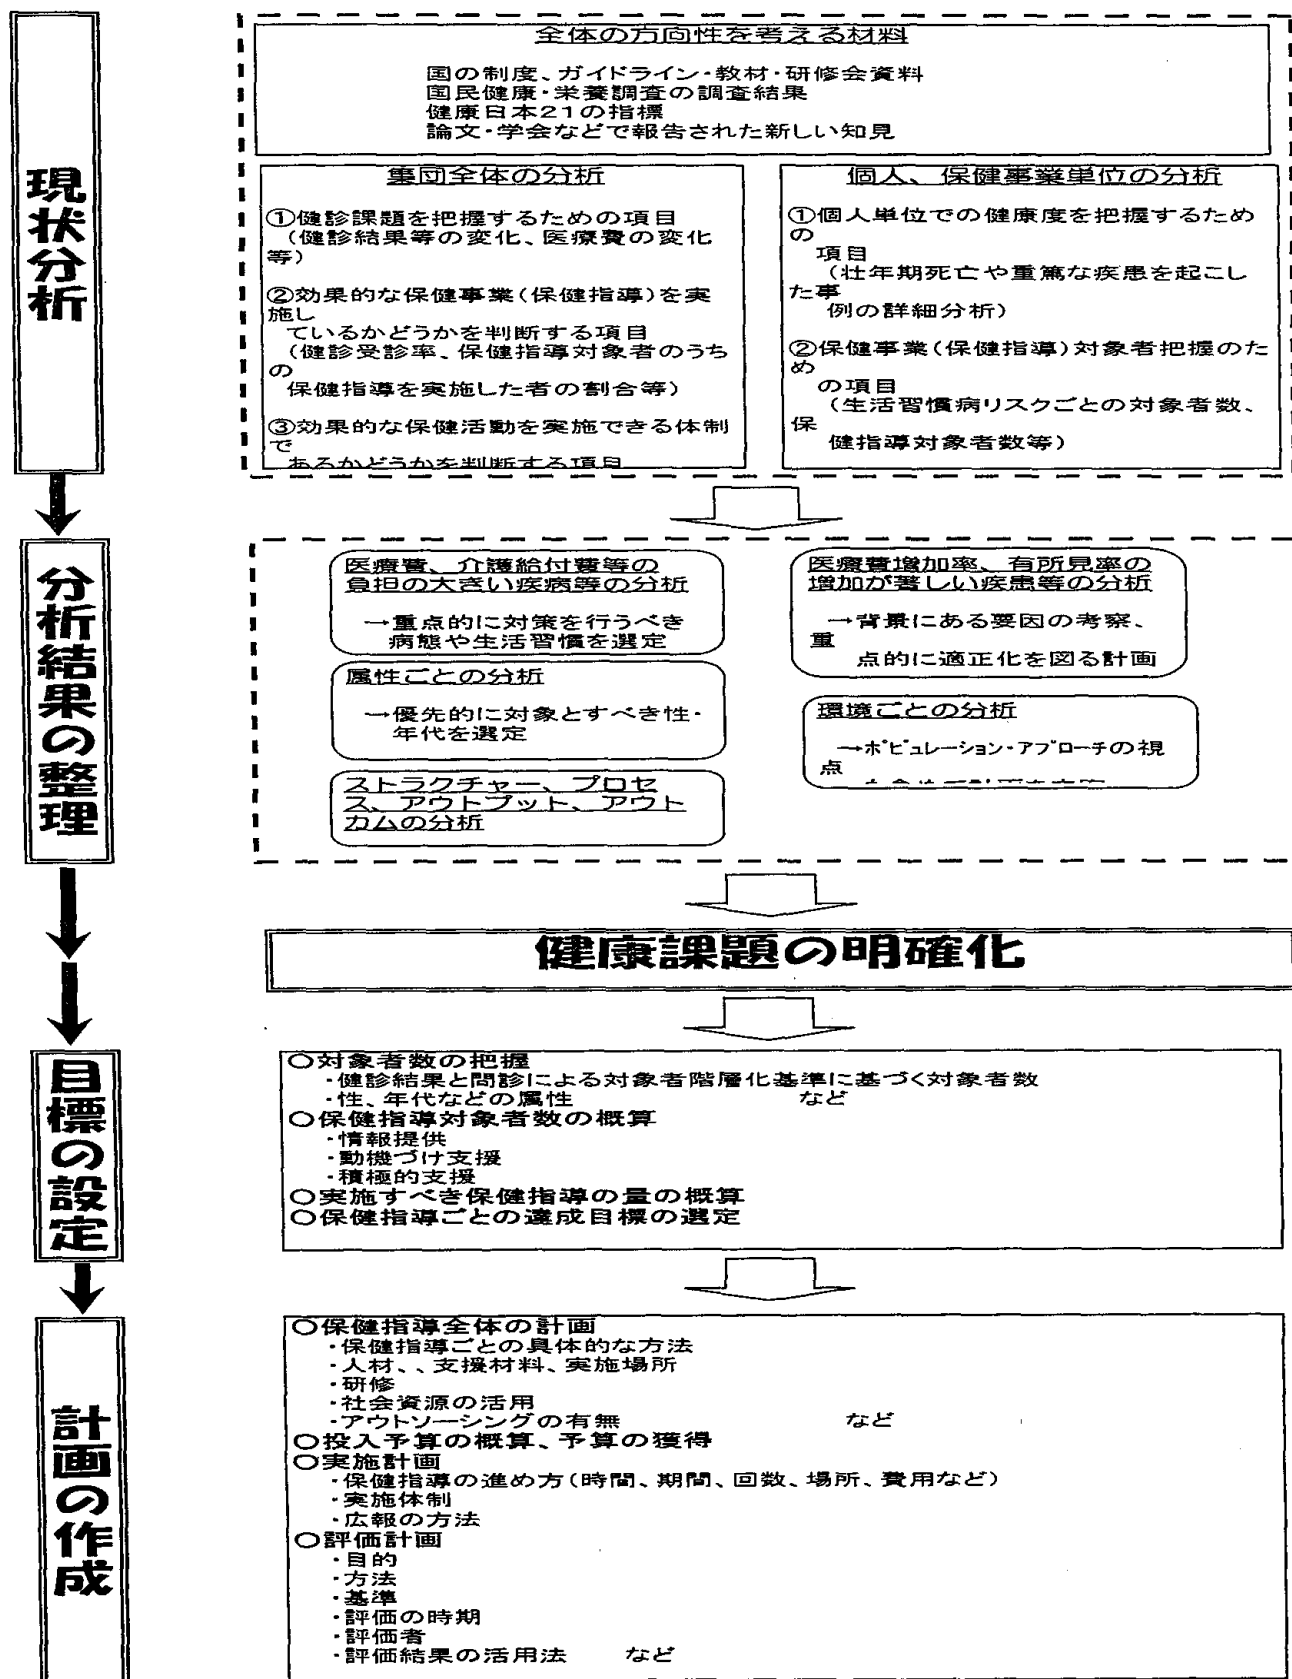 現状分析
全体の方向性を考える材料
国の制度、ガイドライン・教材・研修会資料
国民健康・栄養調査の調査結果
健康日本21の指標
論文・学会などで報告された新しい知見
集団全体の分析
①健診課題を把握するための項目
(健診結果等の変化、医療費の変化
等)
②効果的な保健事業(保健指導)を実
施し
ているかどうかを判断する項目
(健診受診率、保健指導対象者のうち
の
保健指導を実施した者の割合等)
③効果的な保健活動を実施できる体制
で
あるかどうかを判断する項目
個人、保健事業単位の分析
①個人単位での健康度を把握するため
の
項目
(壮年期死亡や重篤な疾患を起こし
た事
例の詳細分析)
②保健事業(保健指導)対象者把握のた
め
の項目
(生活習慣病リスクごとの対象者数、
保
健指導対象者数等)
分析結果の整理
医療費、介護給付費等の
負担の大きい疾病等の分析
→重点的に対策を行うべき
病態や生活習慣を選定
属性ごとの分析
→優先的に対象とすべき性・
年代を選定
ストラクチャー、プロセ
ス、アウトプット、アウト
カムの分析
医療費増加率、有所見率の
増加が著しい疾患等の分析
→背景にある要因の考察、
重
点的に適正化を図る計画
環境ごとの分析
→ポピュレーション・アプローチの視
点
健康課題の明確化
目標の設定
○対象者数の把握
・健診結果と問診による対象者階層化基準に基づく対象者数
・性、年代などの属性 など
○保健指導対象者数の概算
・情報提供
・動機づけ支援
・積極的支援
○実施すべき保健指導の量の概算
○保健指導ごとの達成目標の選定
計画の作成
○保健指導全体の計画
・保健指導ごとの具体的な方法
・人材、、支援材料、実施場所
・研修
・社会資源の活用
・アウトソーシングの有無 など
○投入予算の概算、予算の獲得
○実施計画
・保健指導の進め方(時間、期間、回数、場所、費用など)
・実施体制
・広報の方法
○評価計画
・目的
・方法
・基準
・評価の時期
・評価者
・評価結果の活用法 など